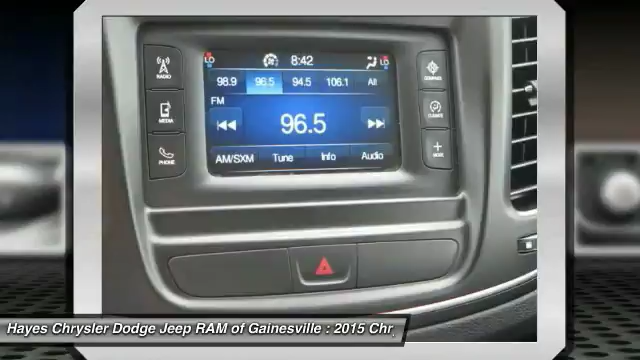 LO 8:42 LO
98.9 96.5 94.5 106.1 All
FM
96.5
AM/SXM Tune Info Audio
RADIO
MEDIA
PHONE
COMPASS
CLIMATE
MORE
Hayes Chrysler Dodge Jeep RAM of Gainesville : 2015 Chr